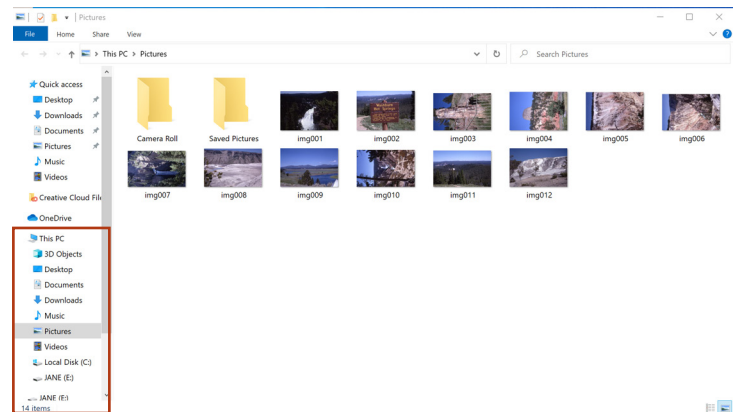 Pictures
File Home Share View
This PC > Pictures
Search Pictures
Quick access
Desktop
Downloads
Documents
Pictures
Music
Videos
Creative Cloud File
OneDrive
This PC
3D Objects
Desktop
Documents
Downloads
Music
Pictures
Videos
Local Disk (C:)
JANE (E:)
JANE (E:)
14 items
Camera Roll Saved Pictures img001 img002 img003 img004 img005 img006
img007 img008 img009 img010 img011 img012